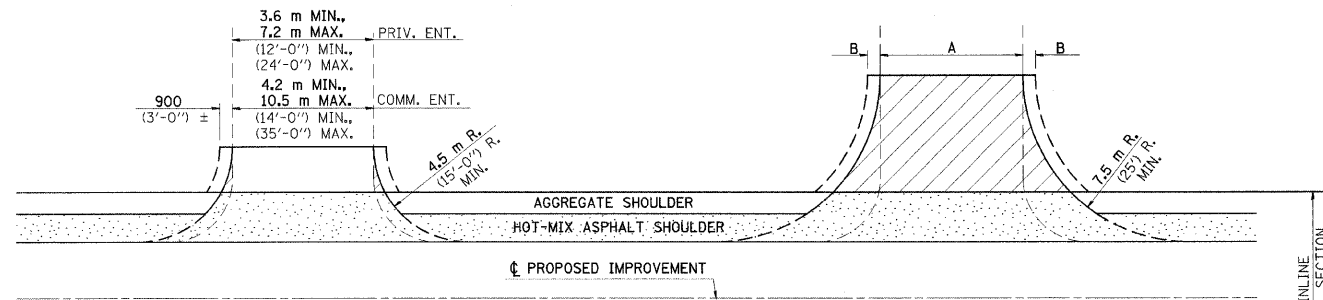 3.6 m MIN.,
7.2 m MAX. PRIV. ENT.
(12'-0") MIN.,
(24'-0") MAX.
4.2 m MIN.,
10.5 m MAX. COMM. ENT.
(14'-0") MIN.,
(35'-0") MAX.
900
(3'-0") ±
4.5 m R.
(15'-0") R.
MIN.
B A B
7.5 m R.
(25') R.
MIN.
AGGREGATE SHOULDER
HOT-MIX ASPHALT SHOULDER
℄ PROPOSED IMPROVEMENT
INLINE
SECTION